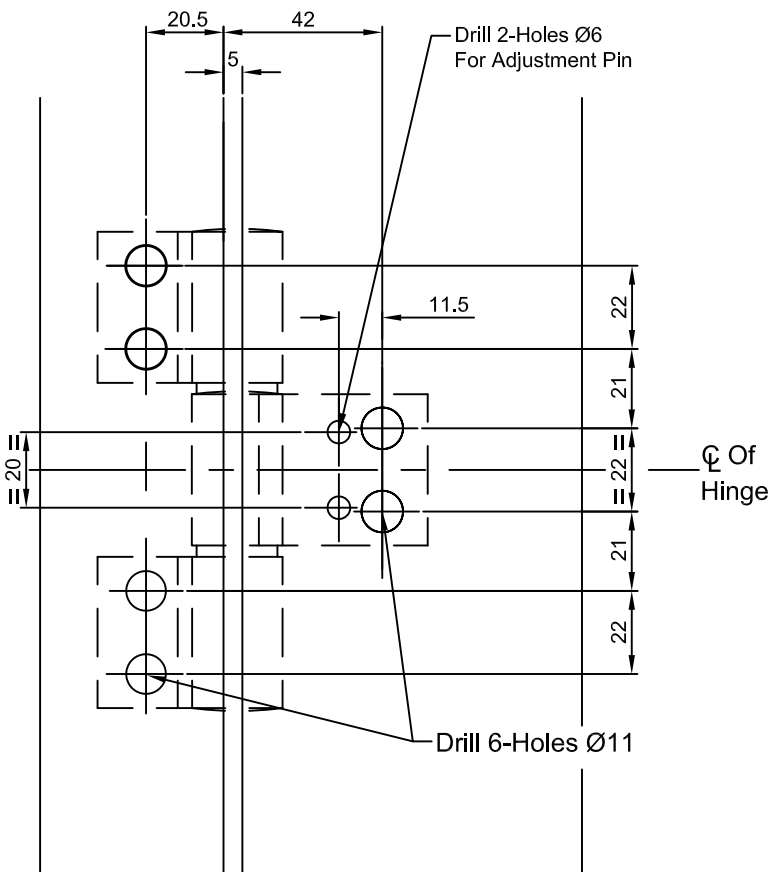 20.5
42
5
Drill 2-Holes Ø6
For Adjustment Pin
11.5
22
21
= 20 =
= 22 =
℄ Of
Hinge
21
22
Drill 6-Holes Ø11